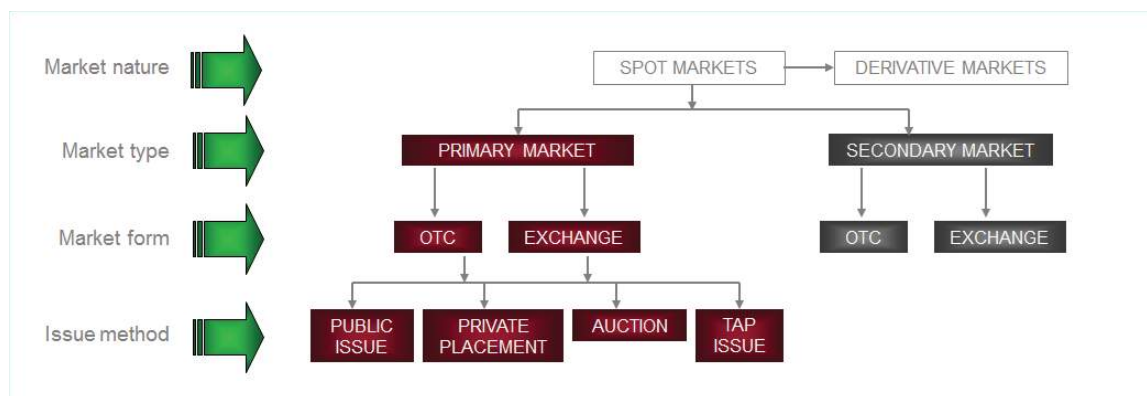 Market nature
SPOT MARKETS
DERIVATIVE MARKETS
Market type
PRIMARY MARKET
SECONDARY MARKET
Market form
OTC
EXCHANGE
OTC
EXCHANGE
Issue method
PUBLIC
ISSUE
PRIVATE
PLACEMENT
AUCTION
TAP
ISSUE